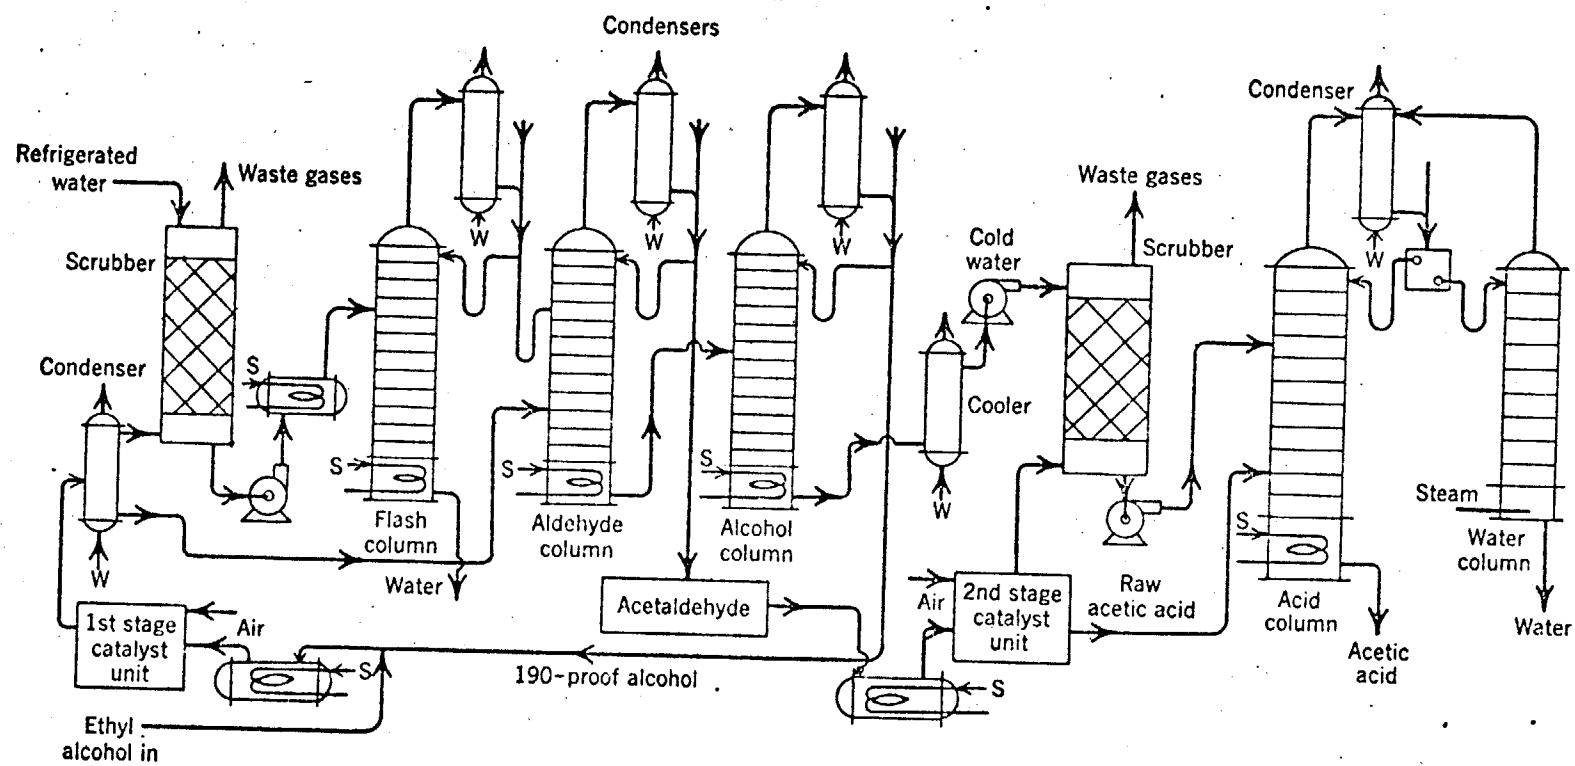 Condensers
Condenser
Refrigerated
water
Waste gases
Waste gases
Scrubber
Scrubber
W
W
W
W
Cold
water
Condenser
S
Cooler
S
S
S
Steam
W
W
Flash
column
Aldehyde
column
Alcohol
column
S
Water
column
Water
Air
1st stage
catalyst
unit
Acetaldehyde
Air
2nd stage
catalyst
unit
Raw
acetic acid
Acid
column
Water
S
190-proof alcohol
S
Acetic
acid
Ethyl
alcohol in